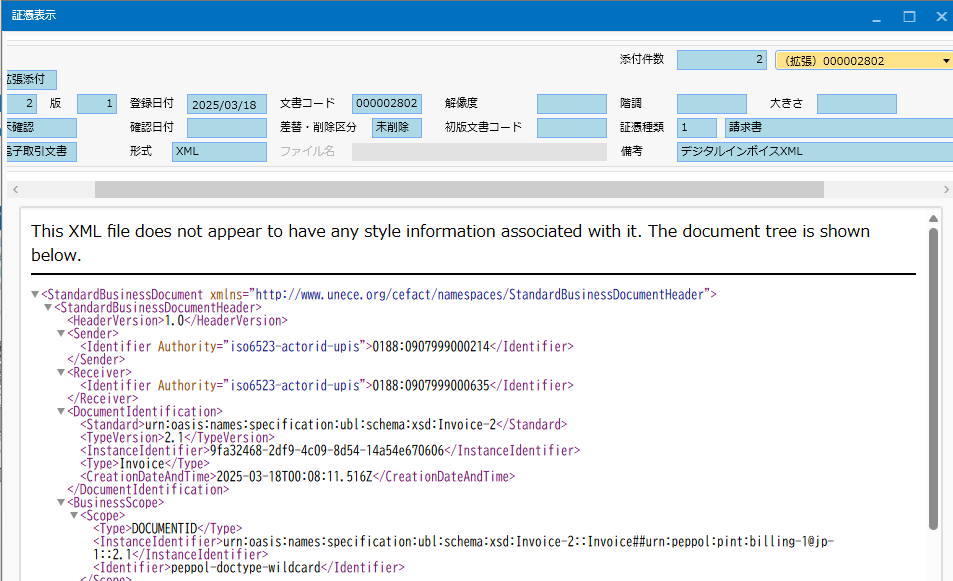 証憑表示
添付件数 2 (拡張) 000002802
拡張添付
2 版 1 登録日付 2025/03/18 文書コード 000002802 解像度 階調 大きさ
確認 確認日付 差替・削除区分 未削除 初版文書コード 証憑種類 1 請求書
電子取引文書 形式 XML ファイル名 備考 デジタルインボイスXML
This XML file does not appear to have any style information associated with it. The document tree is shown
below.
▼<StandardBusinessDocument xmlns="http://www.unece.org/cefact/namespaces/StandardBusinessDocumentHeader">
▼<StandardBusinessDocumentHeader>
<HeaderVersion>1.0</HeaderVersion>
▼<Sender>
<Identifier Authority="iso6523-actorid-upis">0188:0907999000214</Identifier>
</Sender>
▼<Receiver>
<Identifier Authority="iso6523-actorid-upis">0188:0907999000635</Identifier>
</Receiver>
▼<DocumentIdentification>
<Standard>urn:oasis:names:specification:ubl:schema:xsd:Invoice-2</Standard>
<TypeVersion>2.1</TypeVersion>
<InstanceIdentifier>9fa32468-2df9-4c09-8d54-14a54e670606</InstanceIdentifier>
<Type>Invoice</Type>
<CreationDateAndTime>2025-03-18T00:08:11.516Z</CreationDateAndTime>
</DocumentIdentification>
▼<BusinessScope>
▼<Scope>
<Type>DOCUMENTID</Type>
<InstanceIdentifier>urn:oasis:names:specification:ubl:schema:xsd:Invoice-2::Invoice##urn:peppol:pint:billing-1@jp-
1::2.1</InstanceIdentifier>
<Identifier>peppol-doctype-wildcard</Identifier>
</Scope>